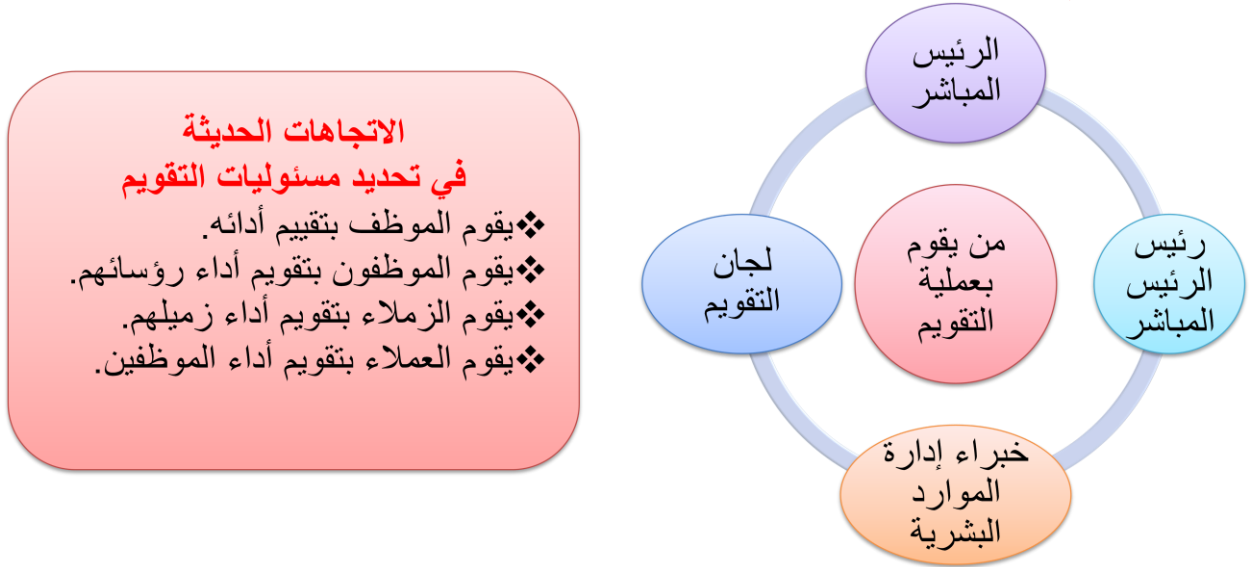 الرئيس
المباشر
من يقوم
بعملية
التقويم
رئيس
الرئيس
المباشر
خبراء إدارة
الموارد
البشرية
لجان
التقويم
الاتجاهات الحديثة
في تحديد مسئوليات التقويم
❖يقوم الموظف بتقييم أدائه.
❖يقوم الموظفون بتقويم أداء رؤسائهم.
❖يقوم الزملاء بتقويم أداء زميلهم.
❖يقوم العملاء بتقويم أداء الموظفين.